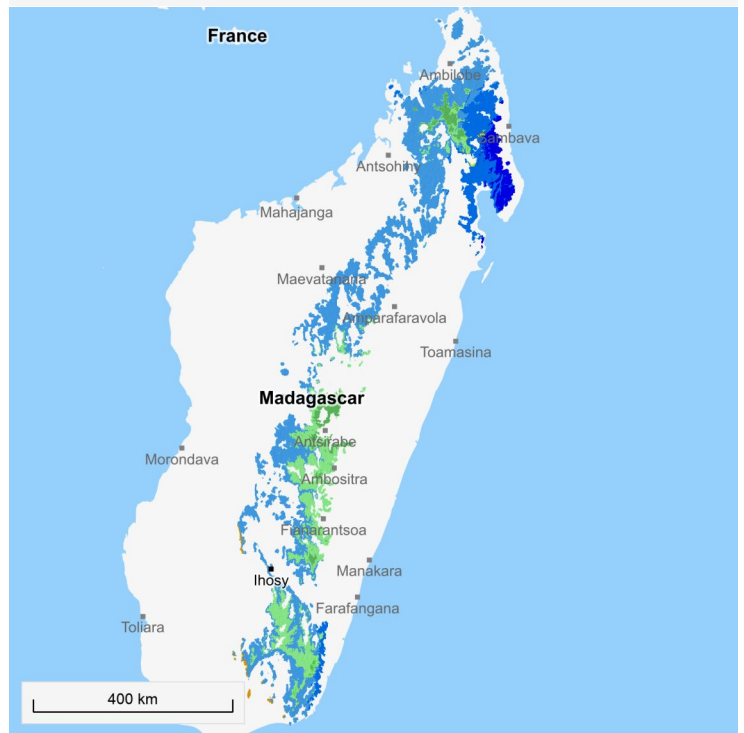 France
Ambilobe
Sambava
Antsohihy
Mahajanga
Maevatanana
Amparafaravola
Toamasina
Madagascar
Antsirabe
Morondava
Ambositra
Fianarantsoa
Manakara
Ihosy
Farafangana
Toliara
400 km